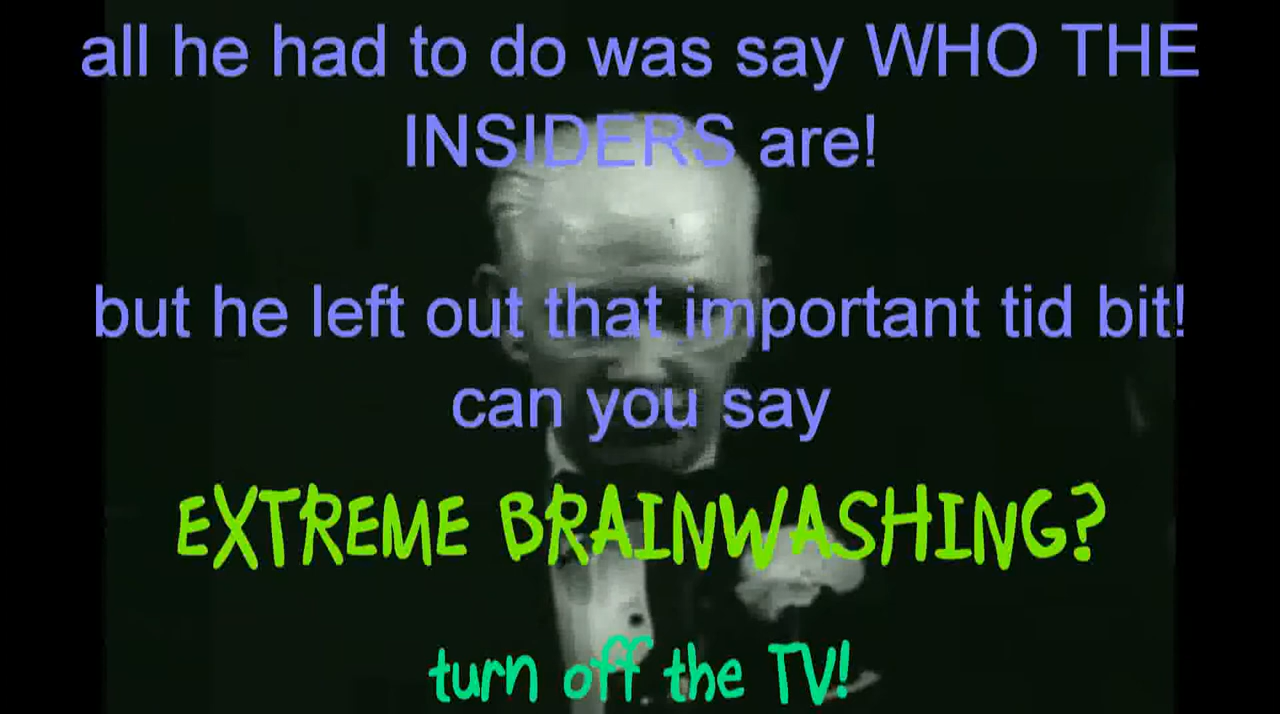 all he had to do was say WHO THE
INSIDERS are!
but he left out that important tid bit!
can you say
EXTREME BRAINWASHING?
turn off the TV!